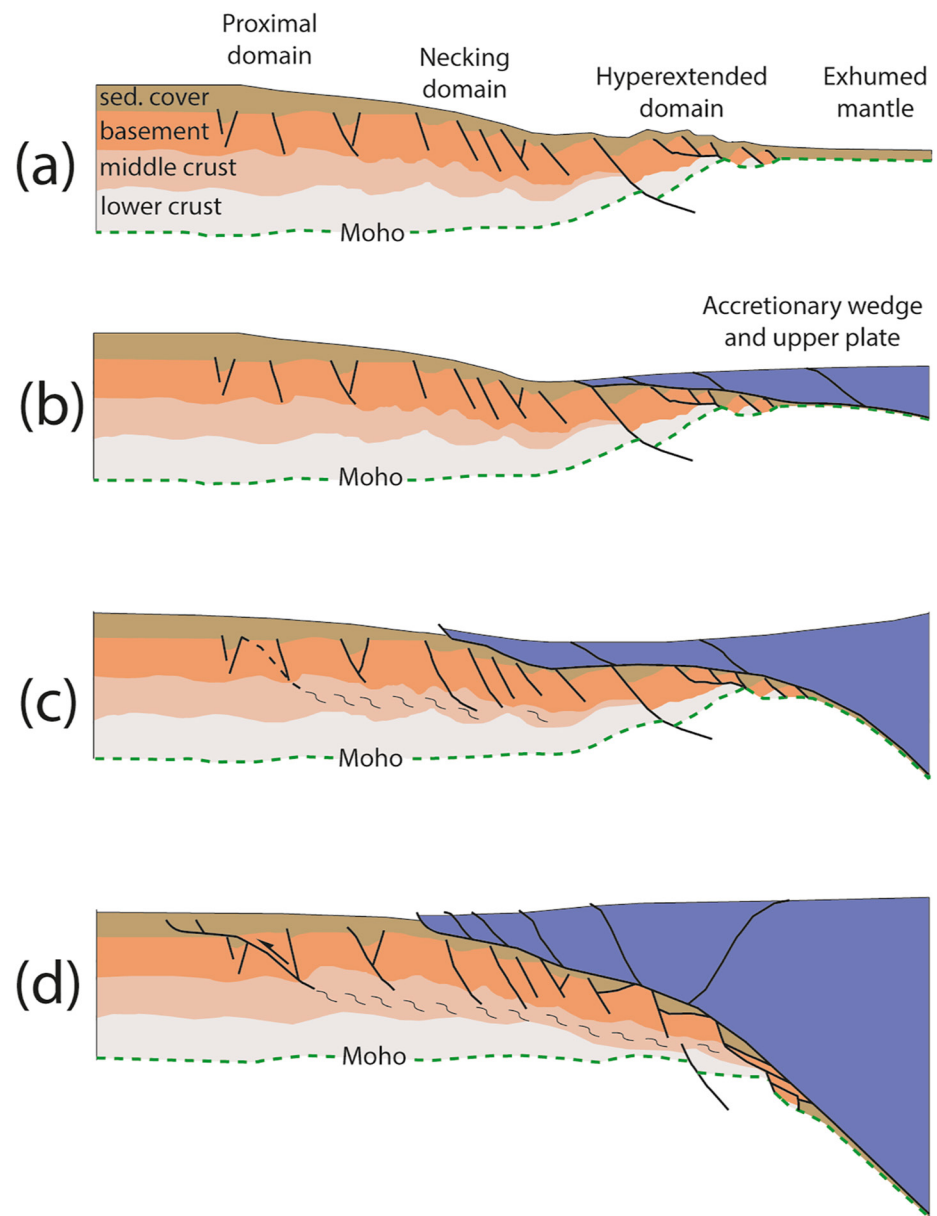 Proximal
domain
Necking
domain
Hyperextended
domain
Exhumed
mantle
(a)
sed. cover
basement
middle crust
lower crust
Moho
Accretionary wedge
and upper plate
(b)
Moho
(c)
Moho
(d)
Moho